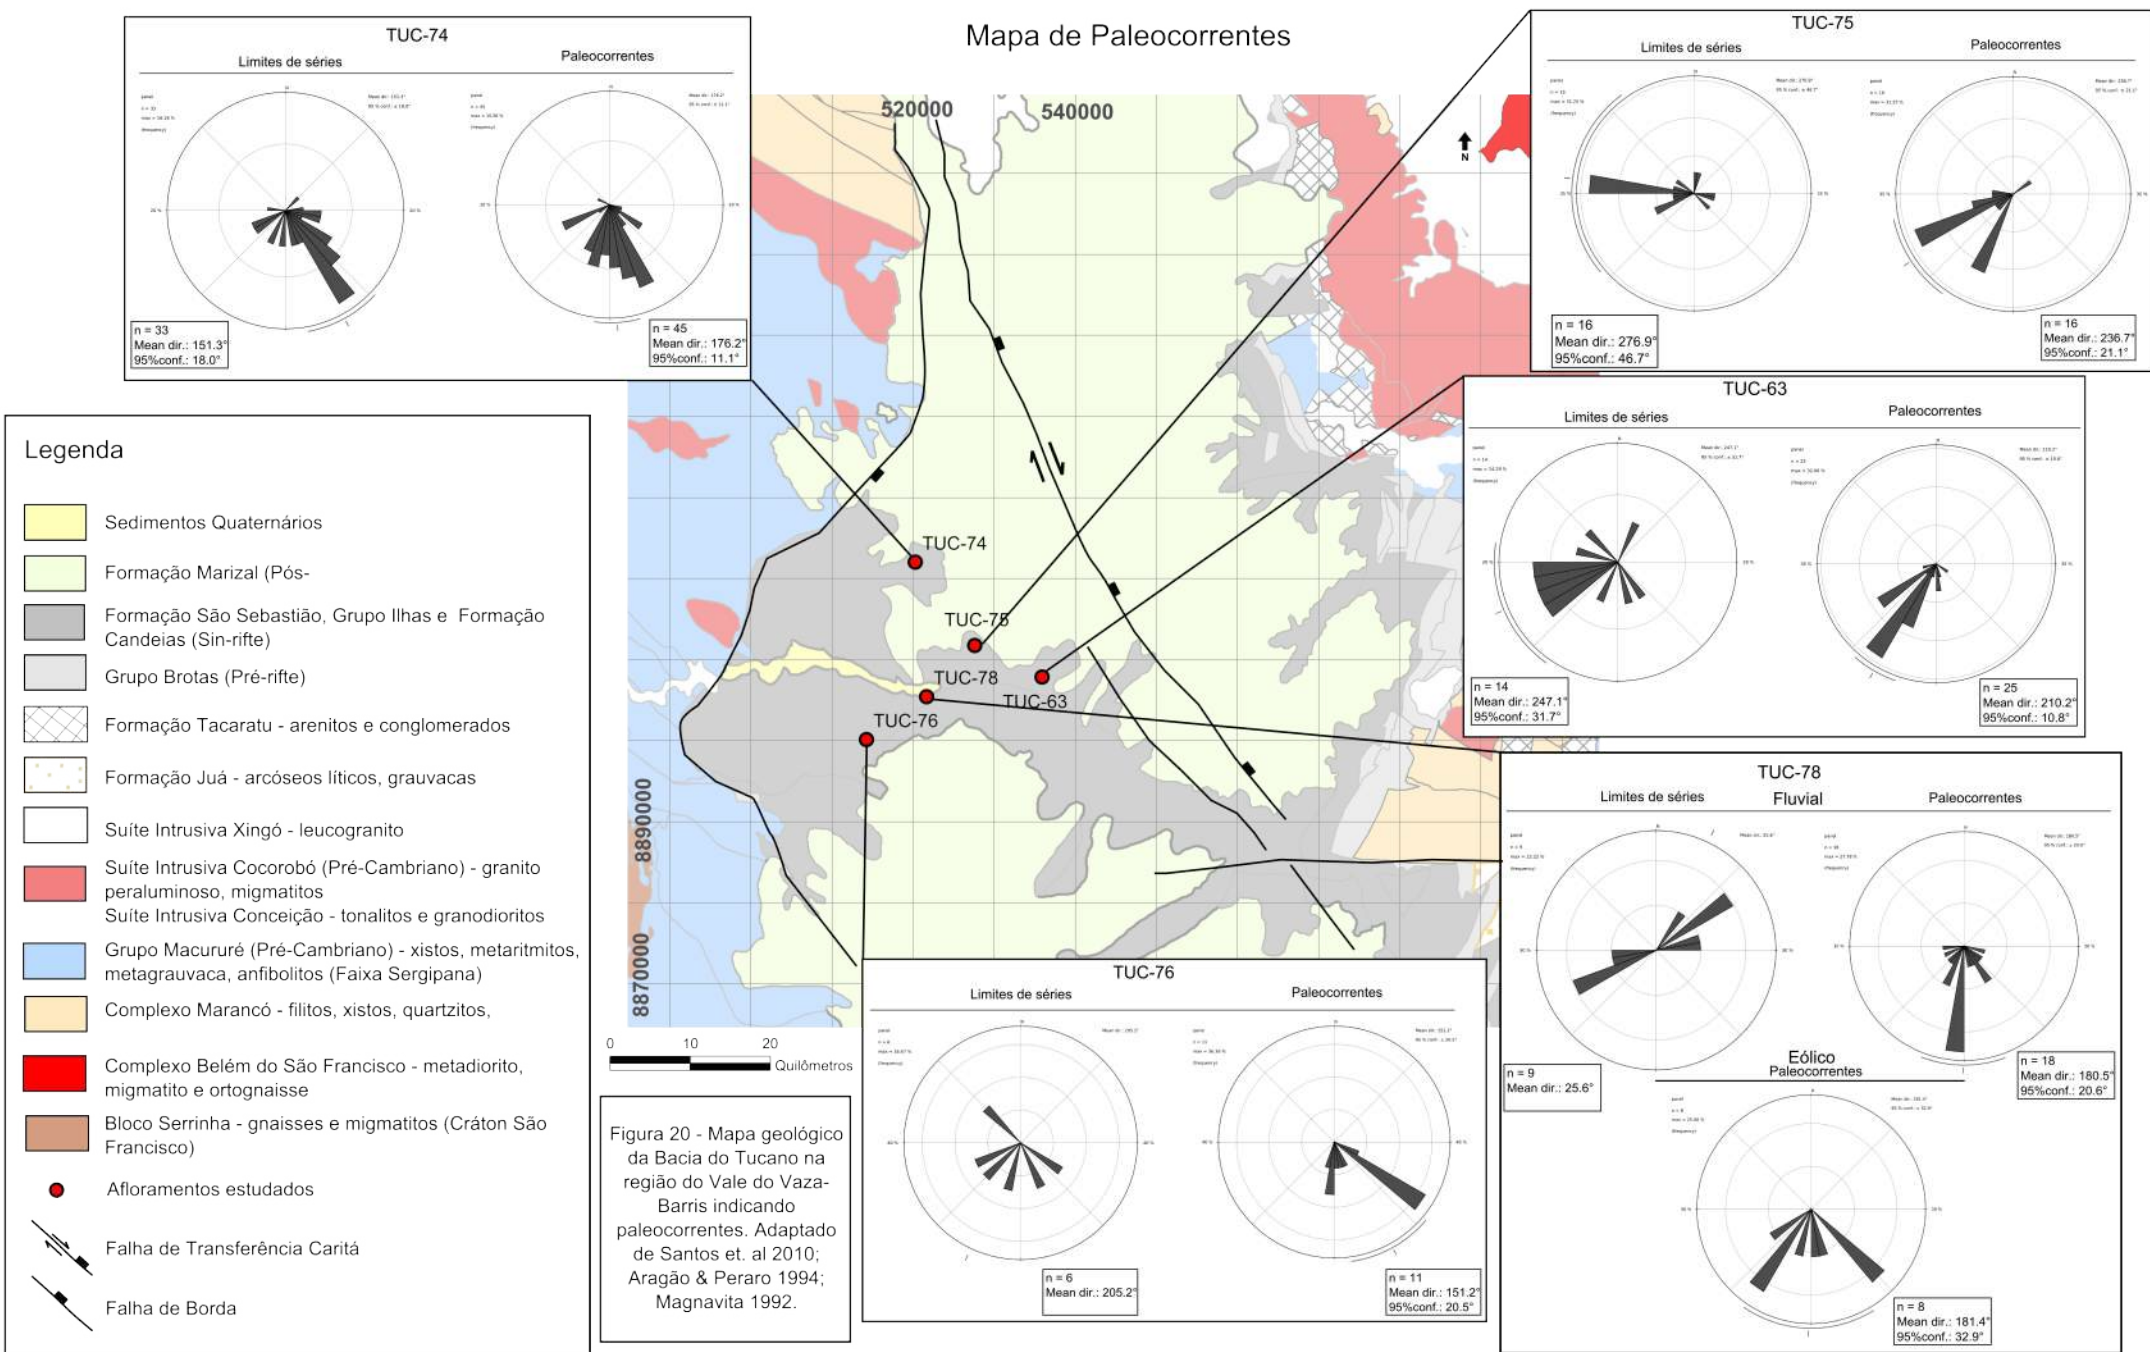 Mapa de Paleocorrentes
TUC-74
Limites de séries
Paleocorrentes
n = 33
Mean dir.: 151.3°
95%conf.: 18.0°
n = 45
Mean dir.: 176.2°
95%conf.: 11.1°
TUC-75
Limites de séries
Paleocorrentes
n = 16
Mean dir.: 276.9°
95%conf.: 46.7°
n = 16
Mean dir.: 236.7°
95%conf.: 21.1°
TUC-63
Limites de séries
Paleocorrentes
n = 14
Mean dir.: 247.1°
95%conf.: 31.7°
n = 25
Mean dir.: 210.2°
95%conf.: 10.8°
TUC-78
Limites de séries
Fluvial
Paleocorrentes
n = 9
Mean dir.: 25.6°
n = 18
Mean dir.: 180.5°
95%conf.: 20.6°
Eólico
Paleocorrentes
n = 8
Mean dir.: 181.4°
95%conf.: 32.9°
TUC-76
Limites de séries
Paleocorrentes
n = 6
Mean dir.: 205.2°
n = 11
Mean dir.: 151.2°
95%conf.: 20.5°
520000
540000
N
TUC-74
TUC-75
TUC-78
TUC-63
TUC-76
8890000
8870000
0 10 20
Quilômetros
Legenda
Sedimentos Quaternários
Formação Marizal (Pós-
Formação São Sebastião, Grupo Ilhas e Formação
Candeias (Sin-rifte)
Grupo Brotas (Pré-rifte)
Formação Tacaratu - arenitos e conglomerados
Formação Juá - arcóseos líticos, grauvacas
Suíte Intrusiva Xingó - leucogranito
Suíte Intrusiva Cocorobó (Pré-Cambriano) - granito
peraluminoso, migmatitos
Suíte Intrusiva Conceição - tonalitos e granodioritos
Grupo Macururé (Pré-Cambriano) - xistos, metaritmitos,
metagrauvaca, anfibolitos (Faixa Sergipana)
Complexo Marancó - filitos, xistos, quartzitos,
Complexo Belém do São Francisco - metadiorito,
migmatito e ortognaisse
Bloco Serrinha - gnaisses e migmatitos (Cráton São
Francisco)
Afloramentos estudados
Falha de Transferência Caritá
Falha de Borda
Figura 20 - Mapa geológico
da Bacia do Tucano na
região do Vale do Vaza-
Barris indicando
paleocorrentes. Adaptado
de Santos et. al 2010;
Aragão & Peraro 1994;
Magnavita 1992.